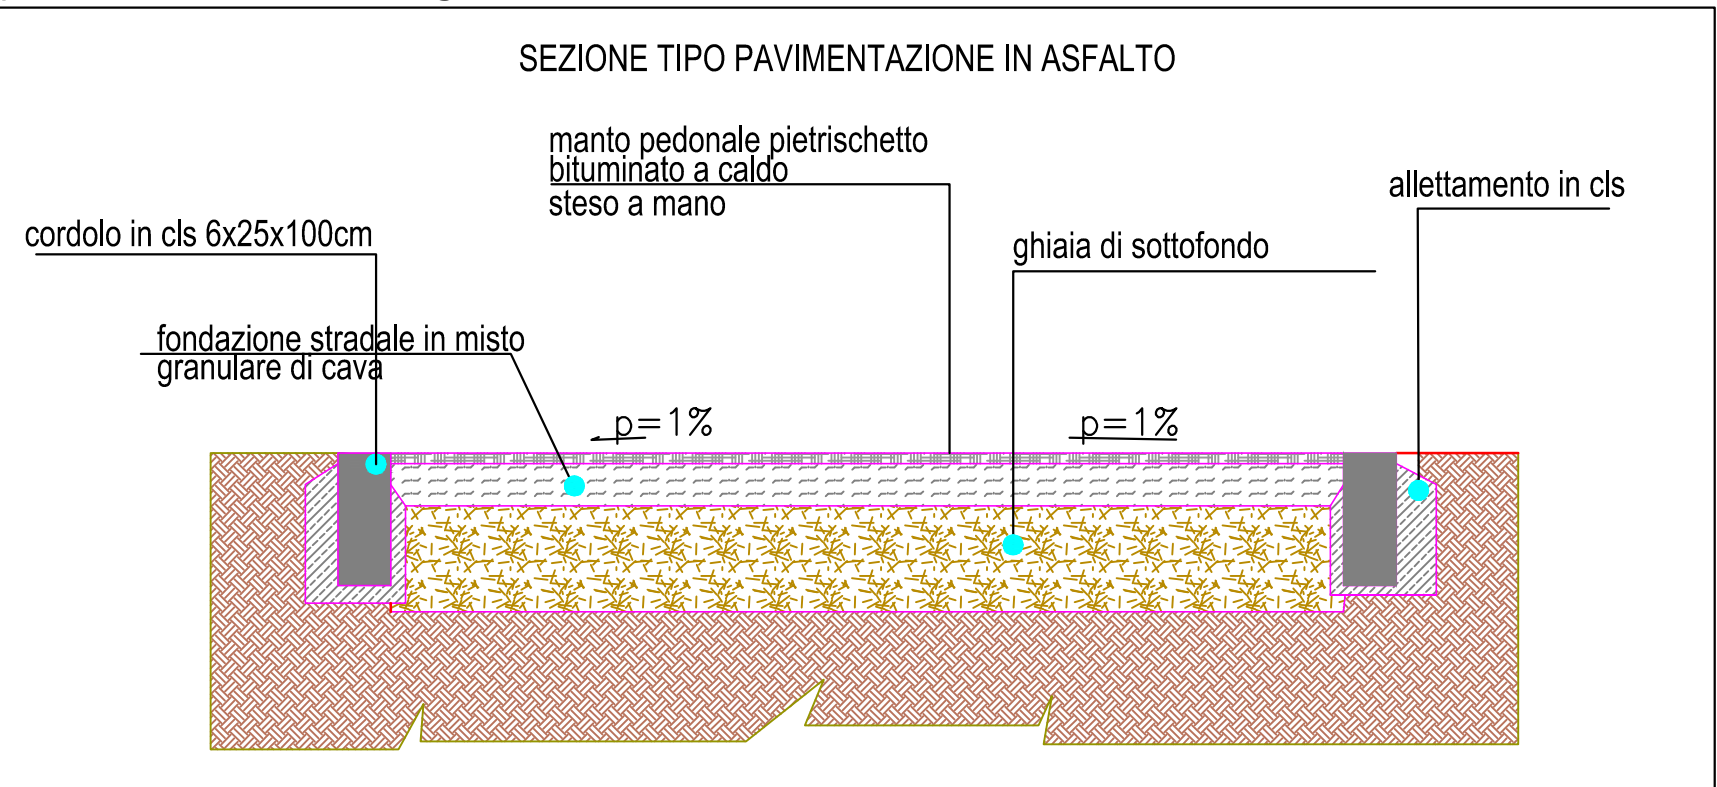 SEZIONE TIPO PAVIMENTAZIONE IN ASFALTO
manto pedonale pietrischetto
bituminato a caldo
steso a mano
allettamento in cls
cordolo in cls 6x25x100cm
ghiaia di sottofondo
fondazione stradale in misto
granulare di cava
p=1%
p=1%